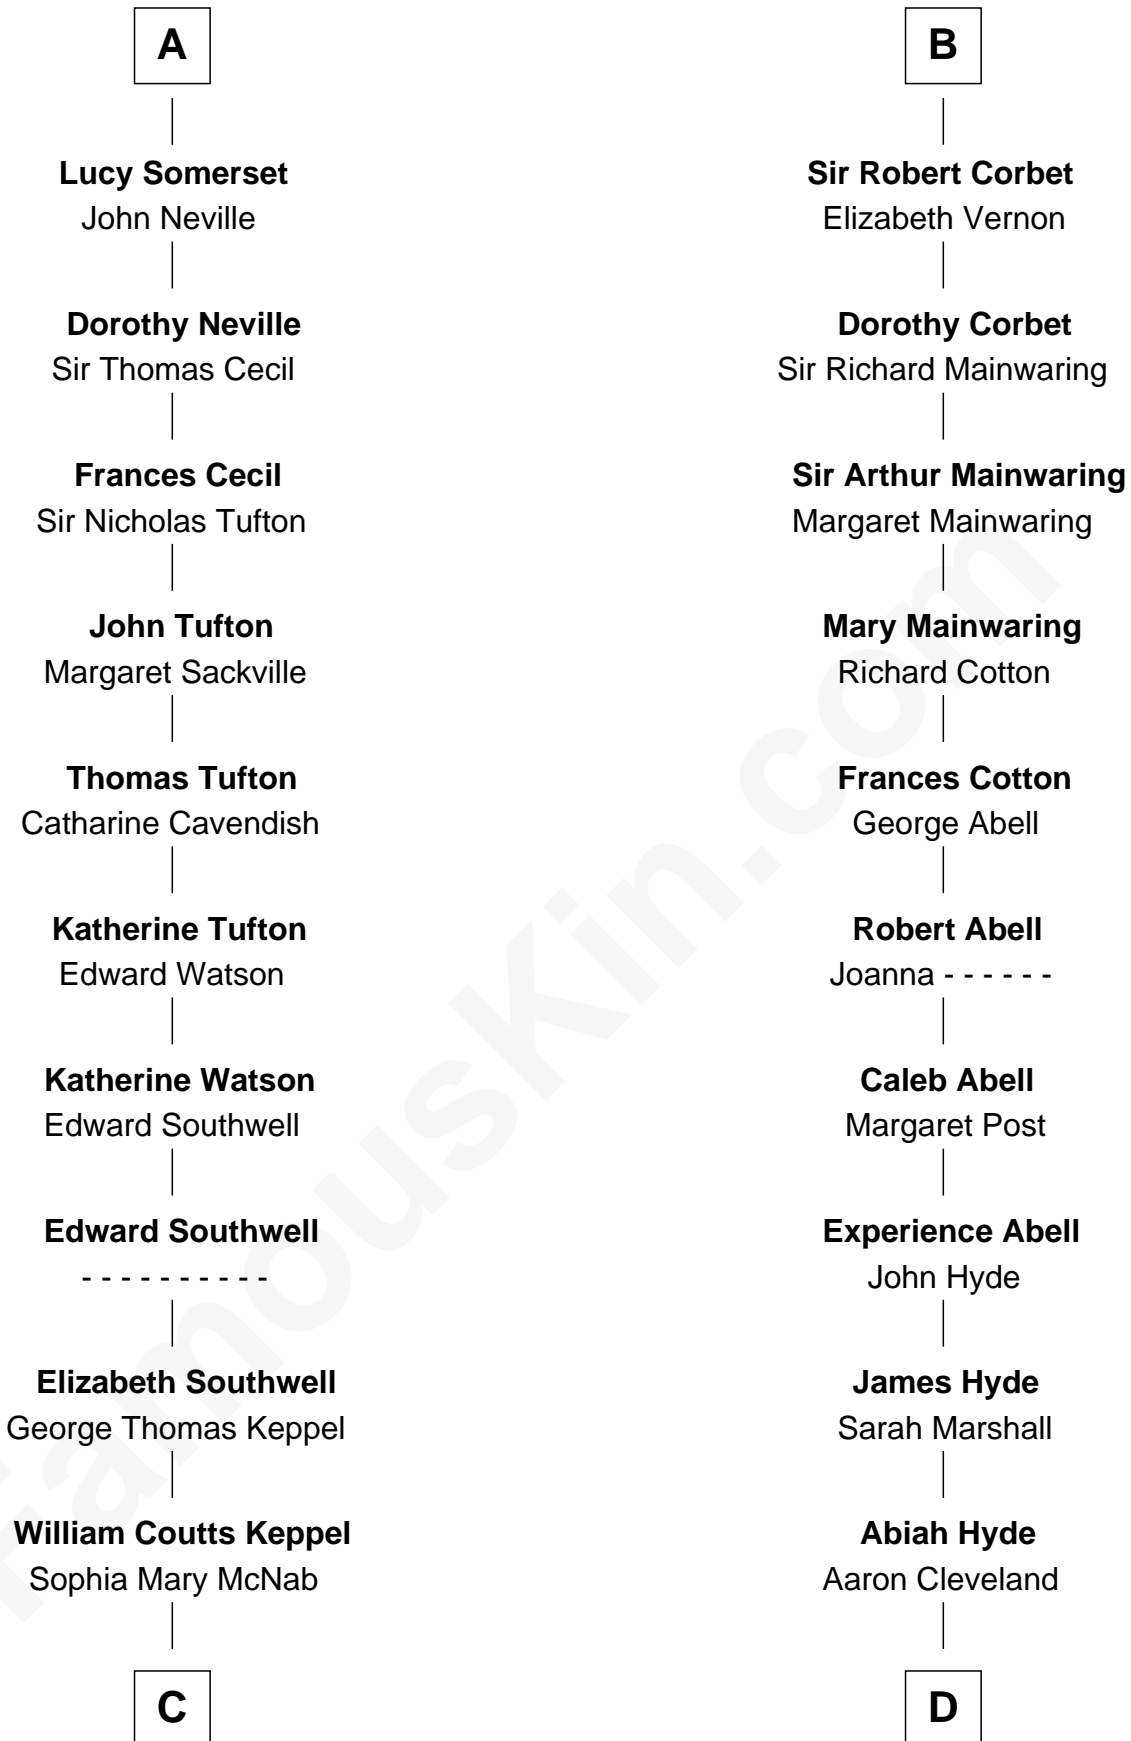 A
Lucy Somerset
John Neville
Dorothy Neville
Sir Thomas Cecil
Frances Cecil
Sir Nicholas Tufton
John Tufton
Margaret Sackville
Thomas Tufton
Catharine Cavendish
Katherine Tufton
Edward Watson
Katherine Watson
Edward Southwell
Edward Southwell
- - - - - - - - - -
Elizabeth Southwell
George Thomas Keppel
William Coutts Keppel
Sophia Mary McNab
C
B
Sir Robert Corbet
Elizabeth Vernon
Dorothy Corbet
Sir Richard Mainwaring
Sir Arthur Mainwaring
Margaret Mainwaring
Mary Mainwaring
Richard Cotton
Frances Cotton
George Abell
Robert Abell
Joanna - - - - - -
Caleb Abell
Margaret Post
Experience Abell
John Hyde
James Hyde
Sarah Marshall
Abiah Hyde
Aaron Cleveland
D
FamousKin.com